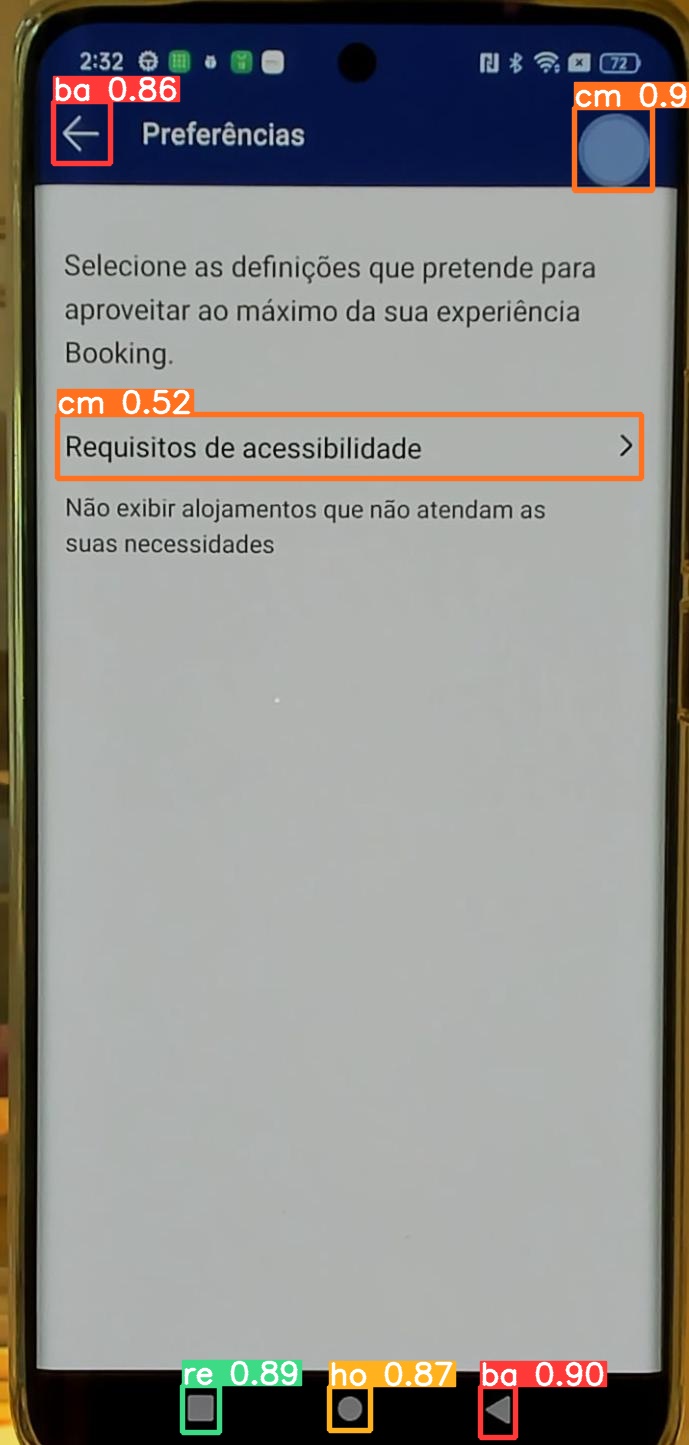 2:32
72
ba 0.86
cm 0.9
Preferências
Selecione as definições que pretende para
aproveitar ao máximo da sua experiência
Booking.
cm 0.52
Requisitos de acessibilidade
Não exibir alojamentos que não atendam as
suas necessidades
re 0.89
ho 0.87
ba 0.90